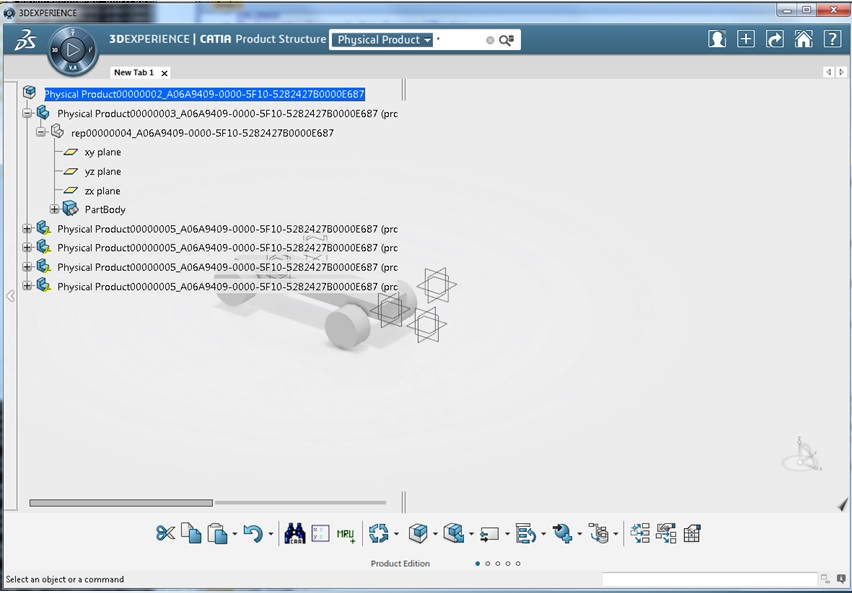 3DEXPERIENCE
3DEXPERIENCE | CATIA Product Structure Physical Product *
3D
V.R
New Tab 1 x
Physical Product00000002_A06A9409-0000-5F10-5282427B0000E687
Physical Product00000003_A06A9409-0000-5F10-5282427B0000E687 (prc
rep00000004_A06A9409-0000-5F10-5282427B0000E687
xy plane
yz plane
zx plane
PartBody
Physical Product00000005_A06A9409-0000-5F10-5282427B0000E687 (prc
Physical Product00000005_A06A9409-0000-5F10-5282427B0000E687 (prc
Physical Product00000005_A06A9409-0000-5F10-5282427B0000E687 (prc
Physical Product00000005_A06A9409-0000-5F10-5282427B0000E687 (prc
MRU
Product Edition
Select an object or a command